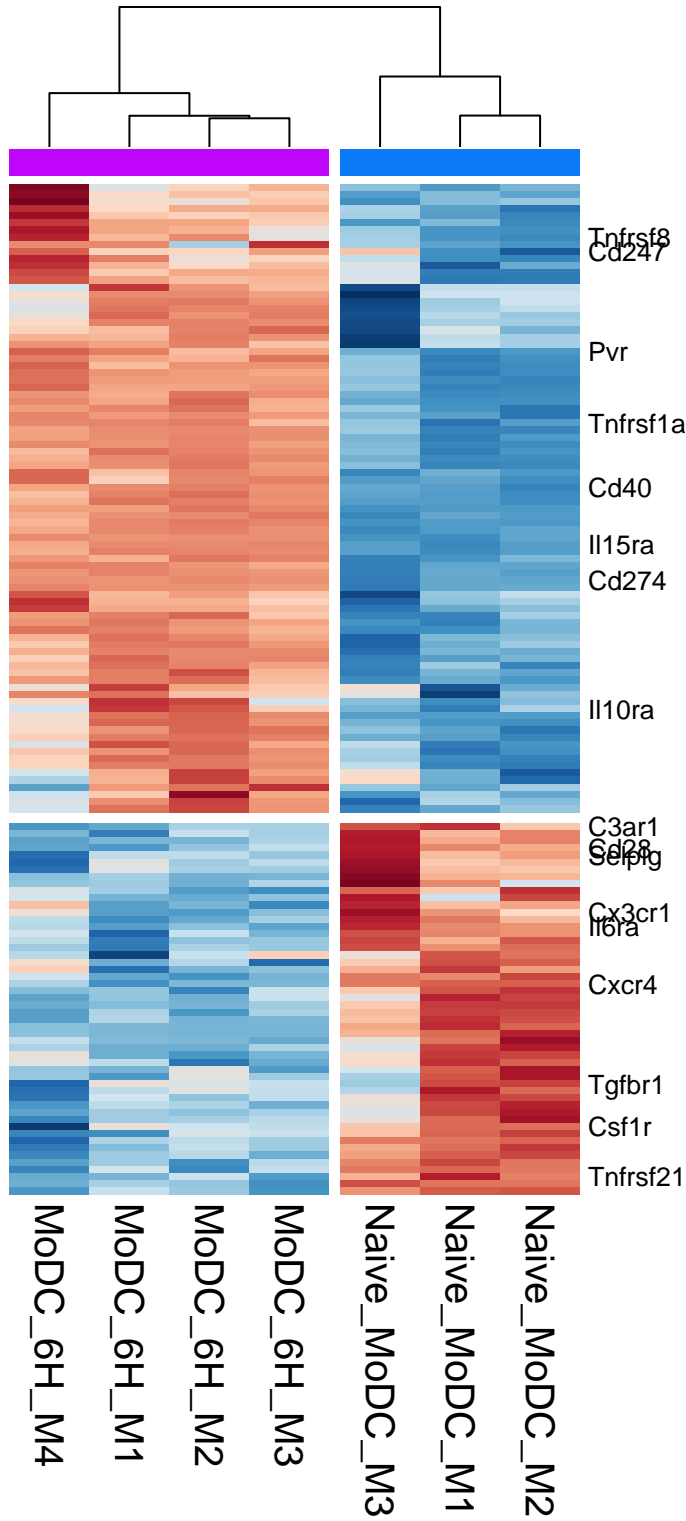 Tnfrsf8
Cd247
Pvr
Tnfrsf1a
Cd40
Il15ra
Cd274
Il10ra
C3ar1
Cd28
Selplg
Cx3cr1
Il6ra
Cxcr4
Tgfbr1
Csf1r
Tnfrsf21
MoDC_6H_M4
MoDC_6H_M1
MoDC_6H_M2
MoDC_6H_M3
Naive_MoDC_M3
Naive_MoDC_M1
Naive_MoDC_M2